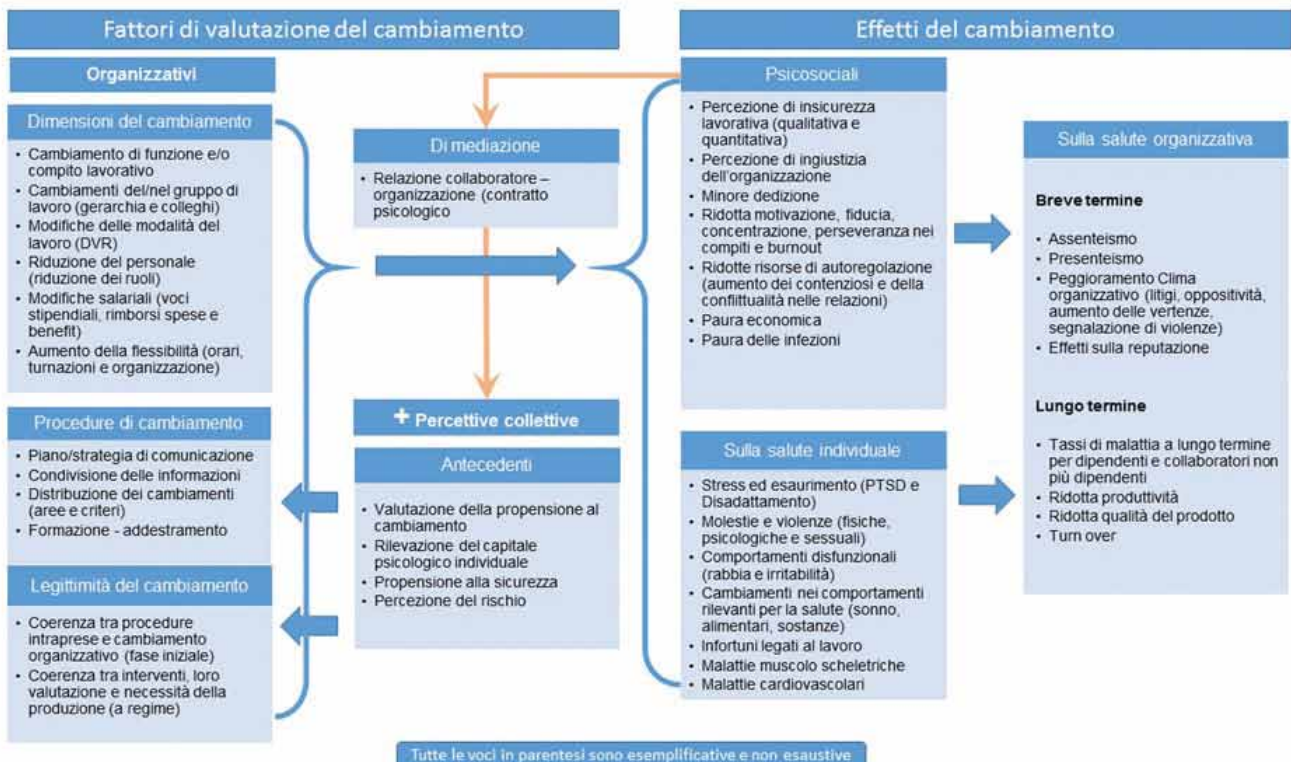 Fattori di valutazione del cambiamento
Organizzativi
Dimensioni del cambiamento
• Cambiamento di funzione e/o
compito lavorativo
• Cambiamenti del/nel gruppo di
lavoro (gerarchia e colleghi)
• Modifiche delle modalità del
lavoro (DVR)
• Riduzione del personale
(riduzione dei ruoli)
• Modifiche salariali (voci
stipendiali, rimborsi spese e
benefit)
• Aumento della flessibilità (orari,
turnazioni e organizzazione)
Procedure di cambiamento
• Piano/strategia di comunicazione
• Condivisione delle informazioni
• Distribuzione dei cambiamenti
(aree e criteri)
• Formazione - addestramento
Legittimità del cambiamento
• Coerenza tra procedure
intraprese e cambiamento
organizzativo (fase iniziale)
• Coerenza tra interventi, loro
valutazione e necessità della
produzione (a regime)
Di mediazione
• Relazione collaboratore –
organizzazione (contratto
psicologico
+ Percettive collettive
Antecedenti
• Valutazione della propensione al
cambiamento
• Rilevazione del capitale
psicologico individuale
• Propensione alla sicurezza
• Percezione del rischio
Effetti del cambiamento
Psicosociali
• Percezione di insicurezza
lavorativa (qualitativa e
quantitativa)
• Percezione di ingiustizia
dell'organizzazione
• Minore dedizione
• Ridotta motivazione, fiducia,
concentrazione, perseveranza nei
compiti e burnout
• Ridotte risorse di autoregolazione
(aumento dei contenziosi e della
conflittualità nelle relazioni)
• Paura economica
• Paura delle infezioni
Sulla salute individuale
• Stress ed esaurimento (PTSD e
Disadattamento)
• Molestie e violenze (fisiche,
psicologiche e sessuali)
• Comportamenti disfunzionali
(rabbia e irritabilità)
• Cambiamenti nei comportamenti
rilevanti per la salute (sonno,
alimentari, sostanze)
• Infortuni legati al lavoro
• Malattie muscolo scheletriche
• Malattie cardiovascolari
Sulla salute organizzativa
Breve termine
• Assenteismo
• Presenteismo
• Peggioramento Clima
organizzativo (litigi, oppositività,
aumento delle vertenze,
segnalazione di violenze)
• Effetti sulla reputazione
Lungo termine
• Tassi di malattia a lungo termine
per dipendenti e collaboratori non
più dipendenti
• Ridotta produttività
• Ridotta qualità del prodotto
• Turn over
Tutte le voci in parentesi sono esemplificative e non esaustive